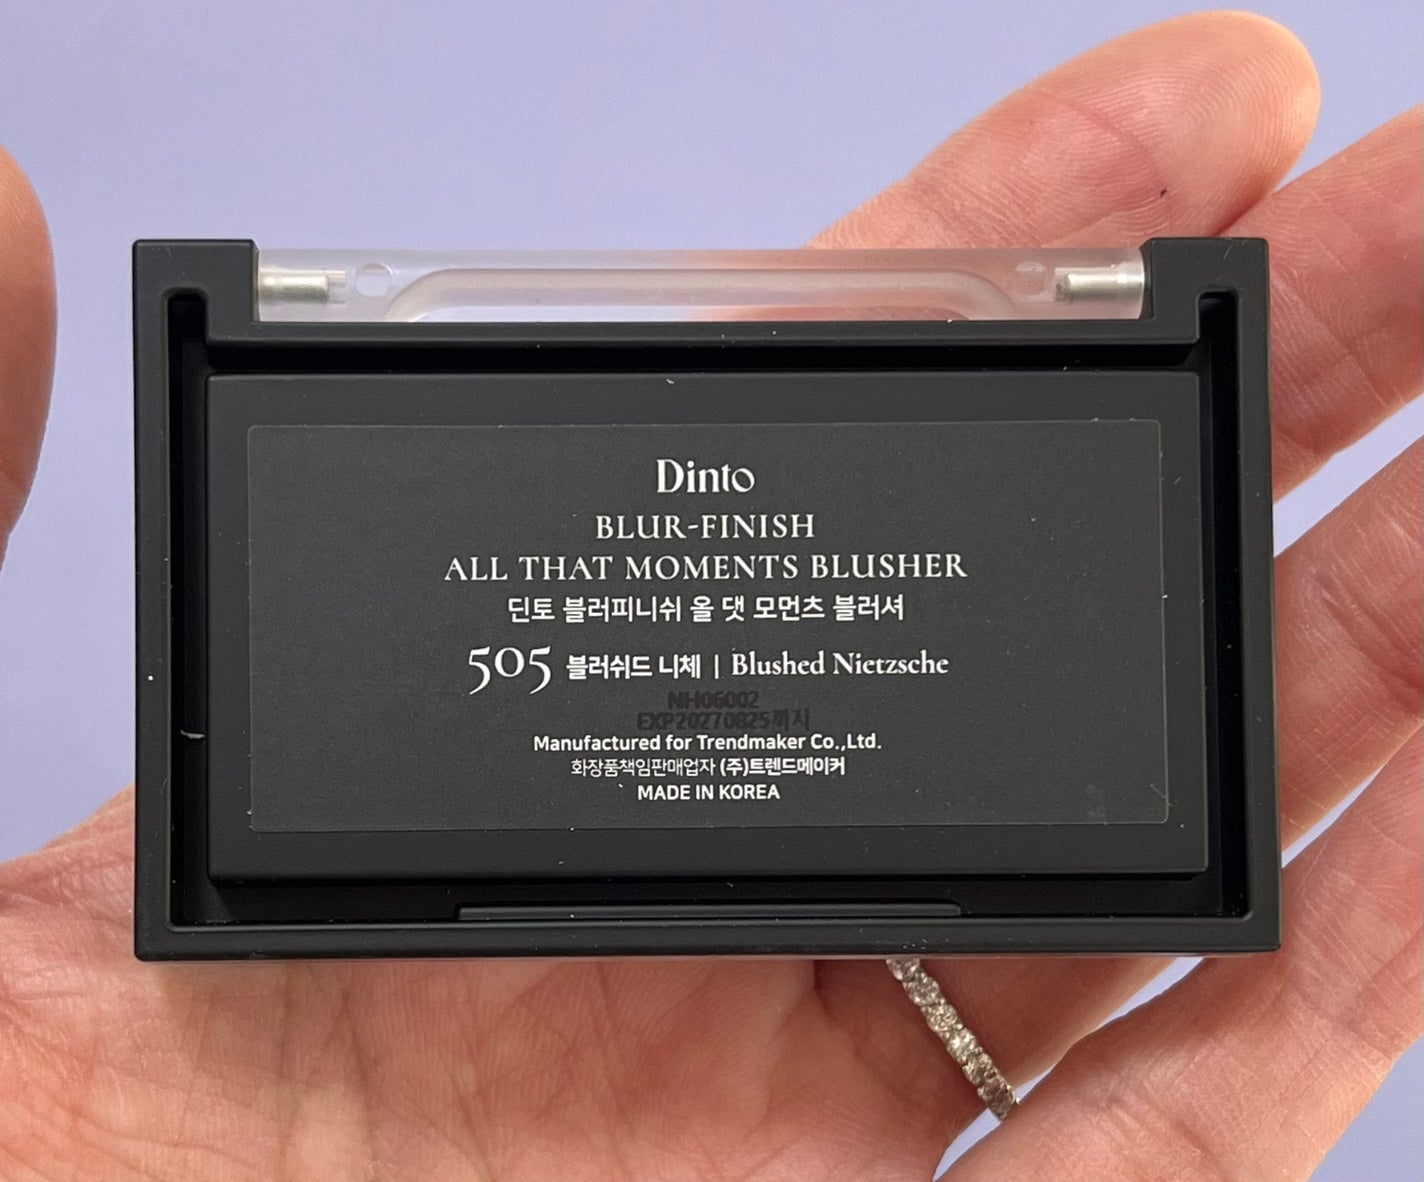 Dinto
BLUR-FINISH
ALL THAT MOMENTS BLUSHER
딘토 블러피니쉬 올 댓 모먼츠 블러셔
505 블러쉬드 니체 | Blushed Nietzsche
NH06002
EXP20270825까지
Manufactured for Trendmaker Co.,Ltd.
화장품책임판매업자 (주)트렌드메이커
MADE IN KOREA